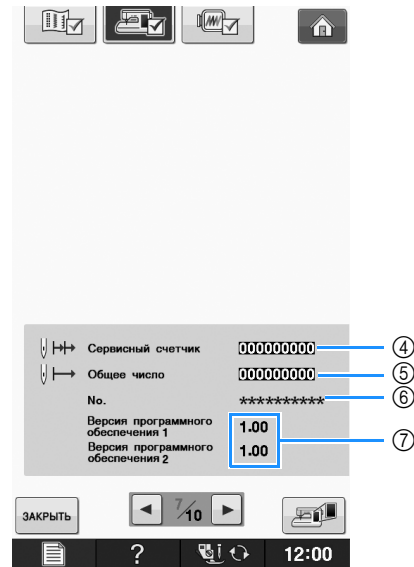 Сервисный счетчик 000000000 ④
Общее число 000000000 ⑤
No. ********** ⑥
Версия программного
обеспечения 1 1.00
⑦
Версия программного
обеспечения 2 1.00
ЗАКРЫТЬ 7/10
? 12:00